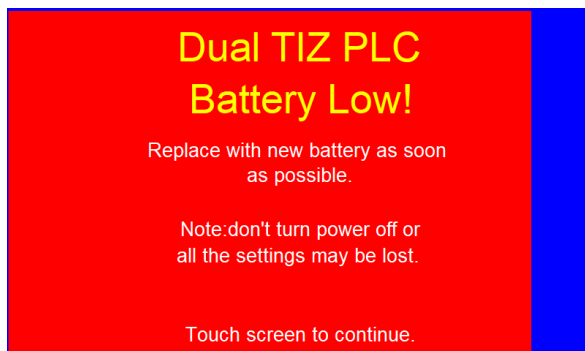 Dual TIZ PLC
Battery Low!
Replace with new battery as soon
as possible.
Note:don't turn power off or
all the settings may be lost.
Touch screen to continue.